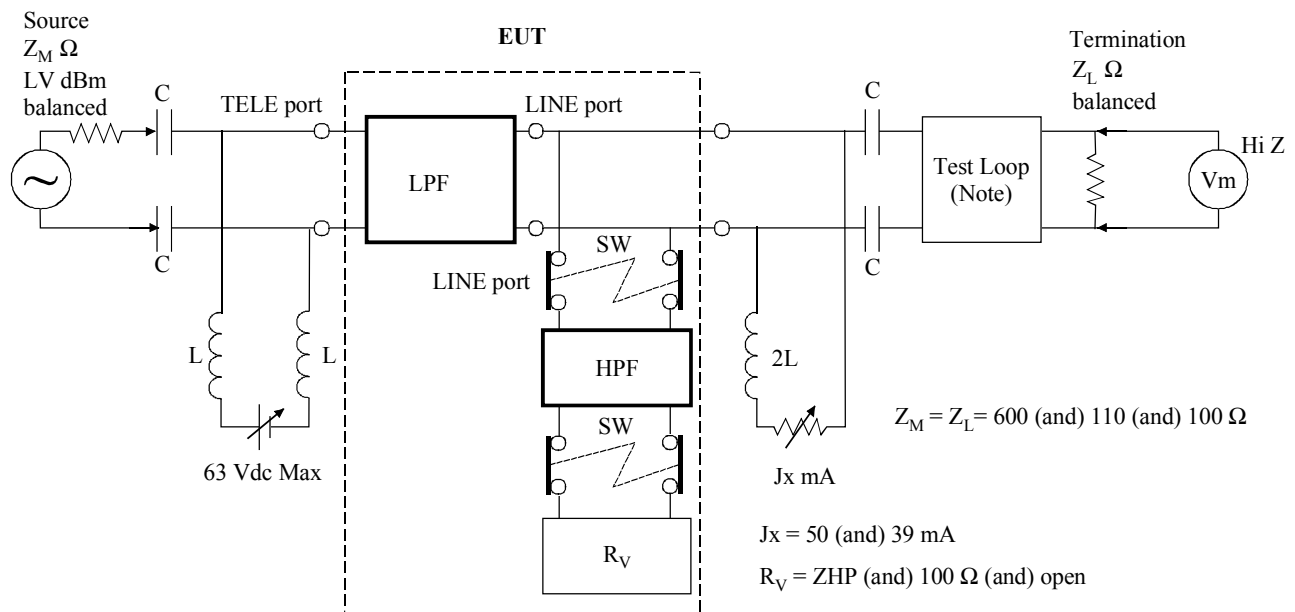 Source
Z_M Ω
LV dBm
balanced
C
C
TELE port
EUT
LINE port
LPF
LINE port
SW
HPF
SW
R_V
L
L
63 Vdc Max
2L
Jx mA
C
C
Test Loop
(Note)
Termination
Z_L Ω
balanced
Hi Z
Vm
Z_M = Z_L= 600 (and) 110 (and) 100 Ω
Jx = 50 (and) 39 mA
R_V = ZHP (and) 100 Ω (and) open